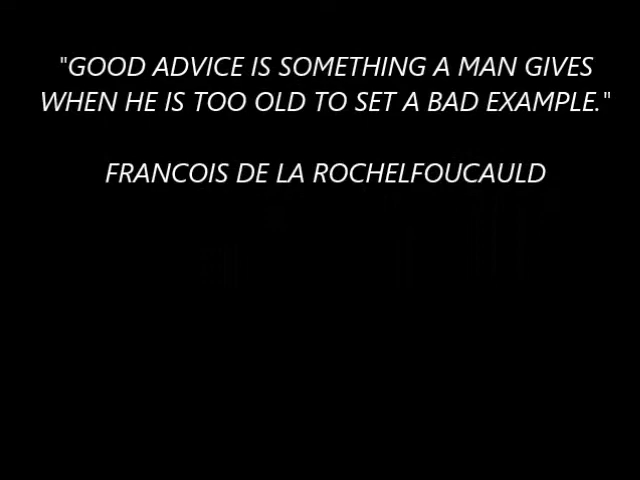 "GOOD ADVICE IS SOMETHING A MAN GIVES
WHEN HE IS TOO OLD TO SET A BAD EXAMPLE."
FRANCOIS DE LA ROCHELFOUCAULD